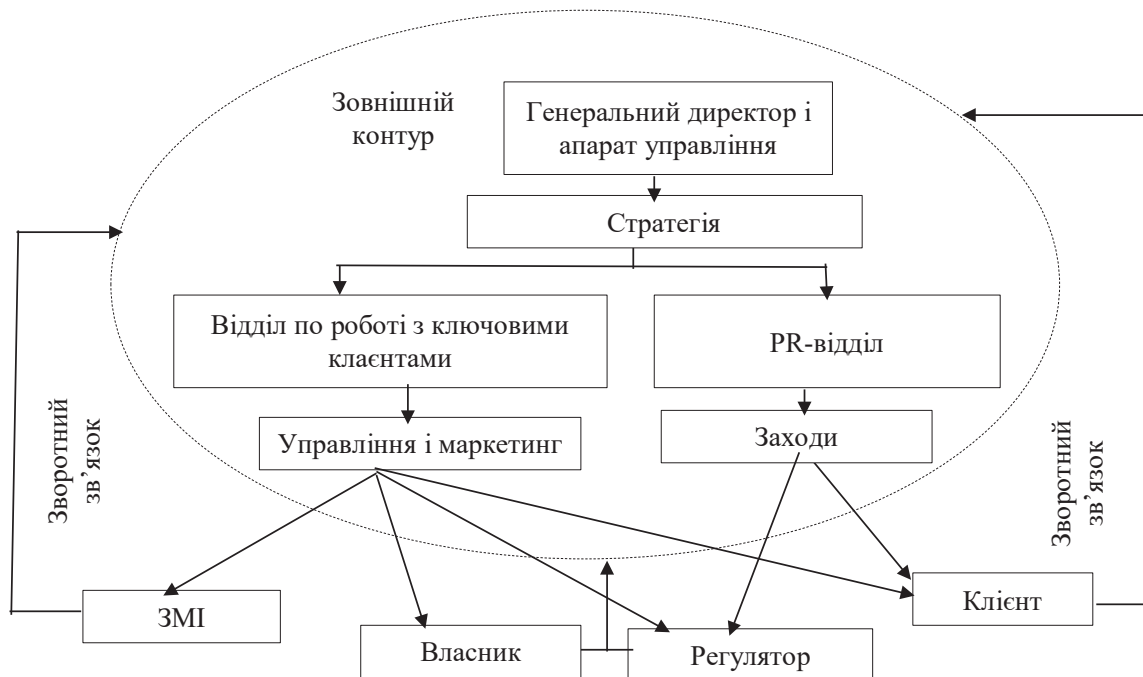 Зовнішній
контур
Генеральний директор і
апарат управління
Стратегія
Відділ по роботі з ключовими
клаєнтами
PR-відділ
Управління і маркетинг
Заходи
Зворотний
зв’язок
Зворотний
зв’язок
ЗМІ
Власник
Регулятор
Клієнт